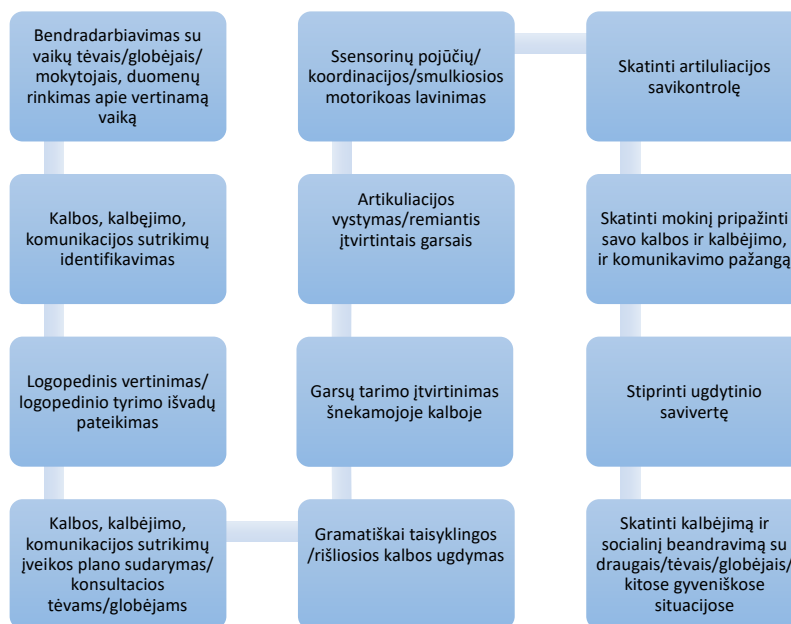 Bendradarbiavimas su
vaikų tėvais/globėjais/
mokytojais, duomenų
rinkimas apie vertinamą
vaiką
Kalbos, kalbęjimo,
komunikacijos sutrikimų
identifikavimas
Logopedinis vertinimas/
logopedinio tyrimo išvadų
pateikimas
Kalbos, kalbėjimo,
komunikacijos sutrikimų
įveikos plano sudarymas/
konsultacios
tėvams/globėjams
Gramatiškai taisyklingos
/rišliosios kalbos ugdymas
Garsų tarimo įtvirtinimas
šnekamojoje kalboje
Artikuliacijos
vystymas/remiantis
įtvirtintais garsais
Ssensorinų pojūčių/
koordinacijos/smulkiosios
motorikoas lavinimas
Skatinti artiluliacijos
savikontrolę
Skatinti mokinį pripažinti
savo kalbos ir kalbėjimo,
ir komunikavimo pažangą
Stiprinti ugdytinio
savivertę
Skatinti kalbėjimą ir
socialinį beandravimą su
draugais/tėvais/globėjais/
kitose gyveniškose
situacijose